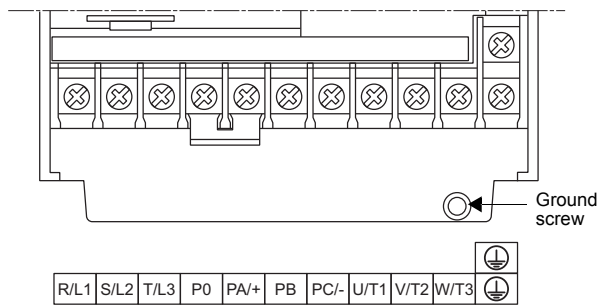 Ground
screw
R/L1 S/L2 T/L3 P0 PA/+ PB PC/- U/T1 V/T2 W/T3